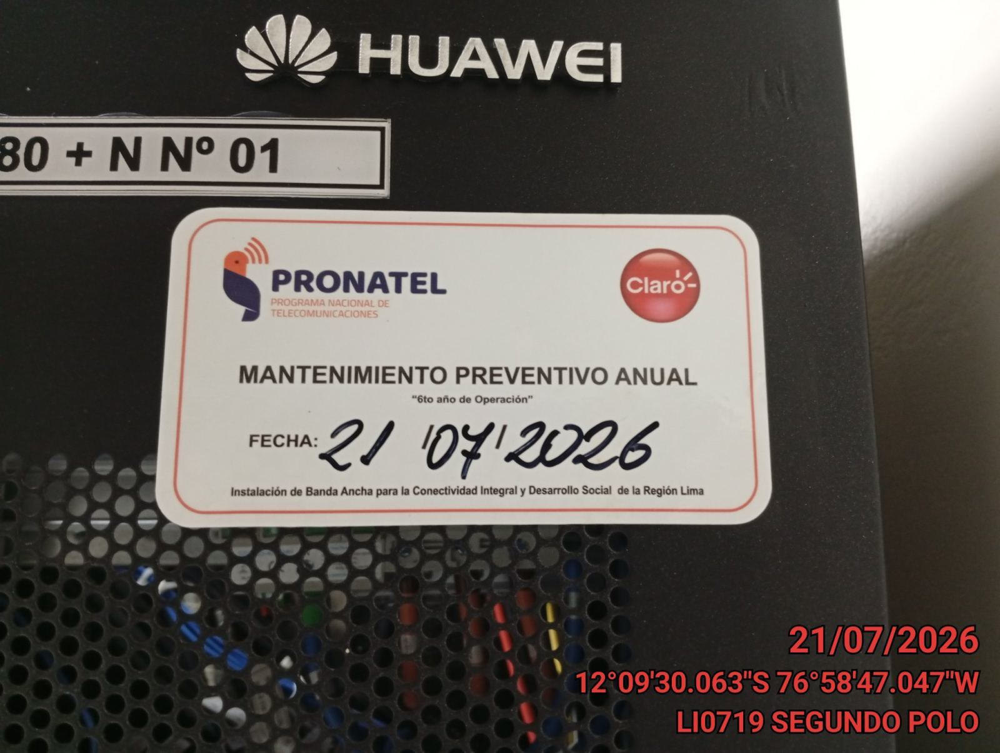 HUAWEI
80 + N Nº 01
PRONATEL
PROGRAMA NACIONAL DE
TELECOMUNICACIONES
Claro
MANTENIMIENTO PREVENTIVO ANUAL
“6to año de Operación”
FECHA: 21 /07/2026
Instalación de Banda Ancha para la Conectividad Integral y Desarrollo Social de la Región Lima
21/07/2026
12°09'30.063"S 76°58'47.047"W
LI0719 SEGUNDO POLO